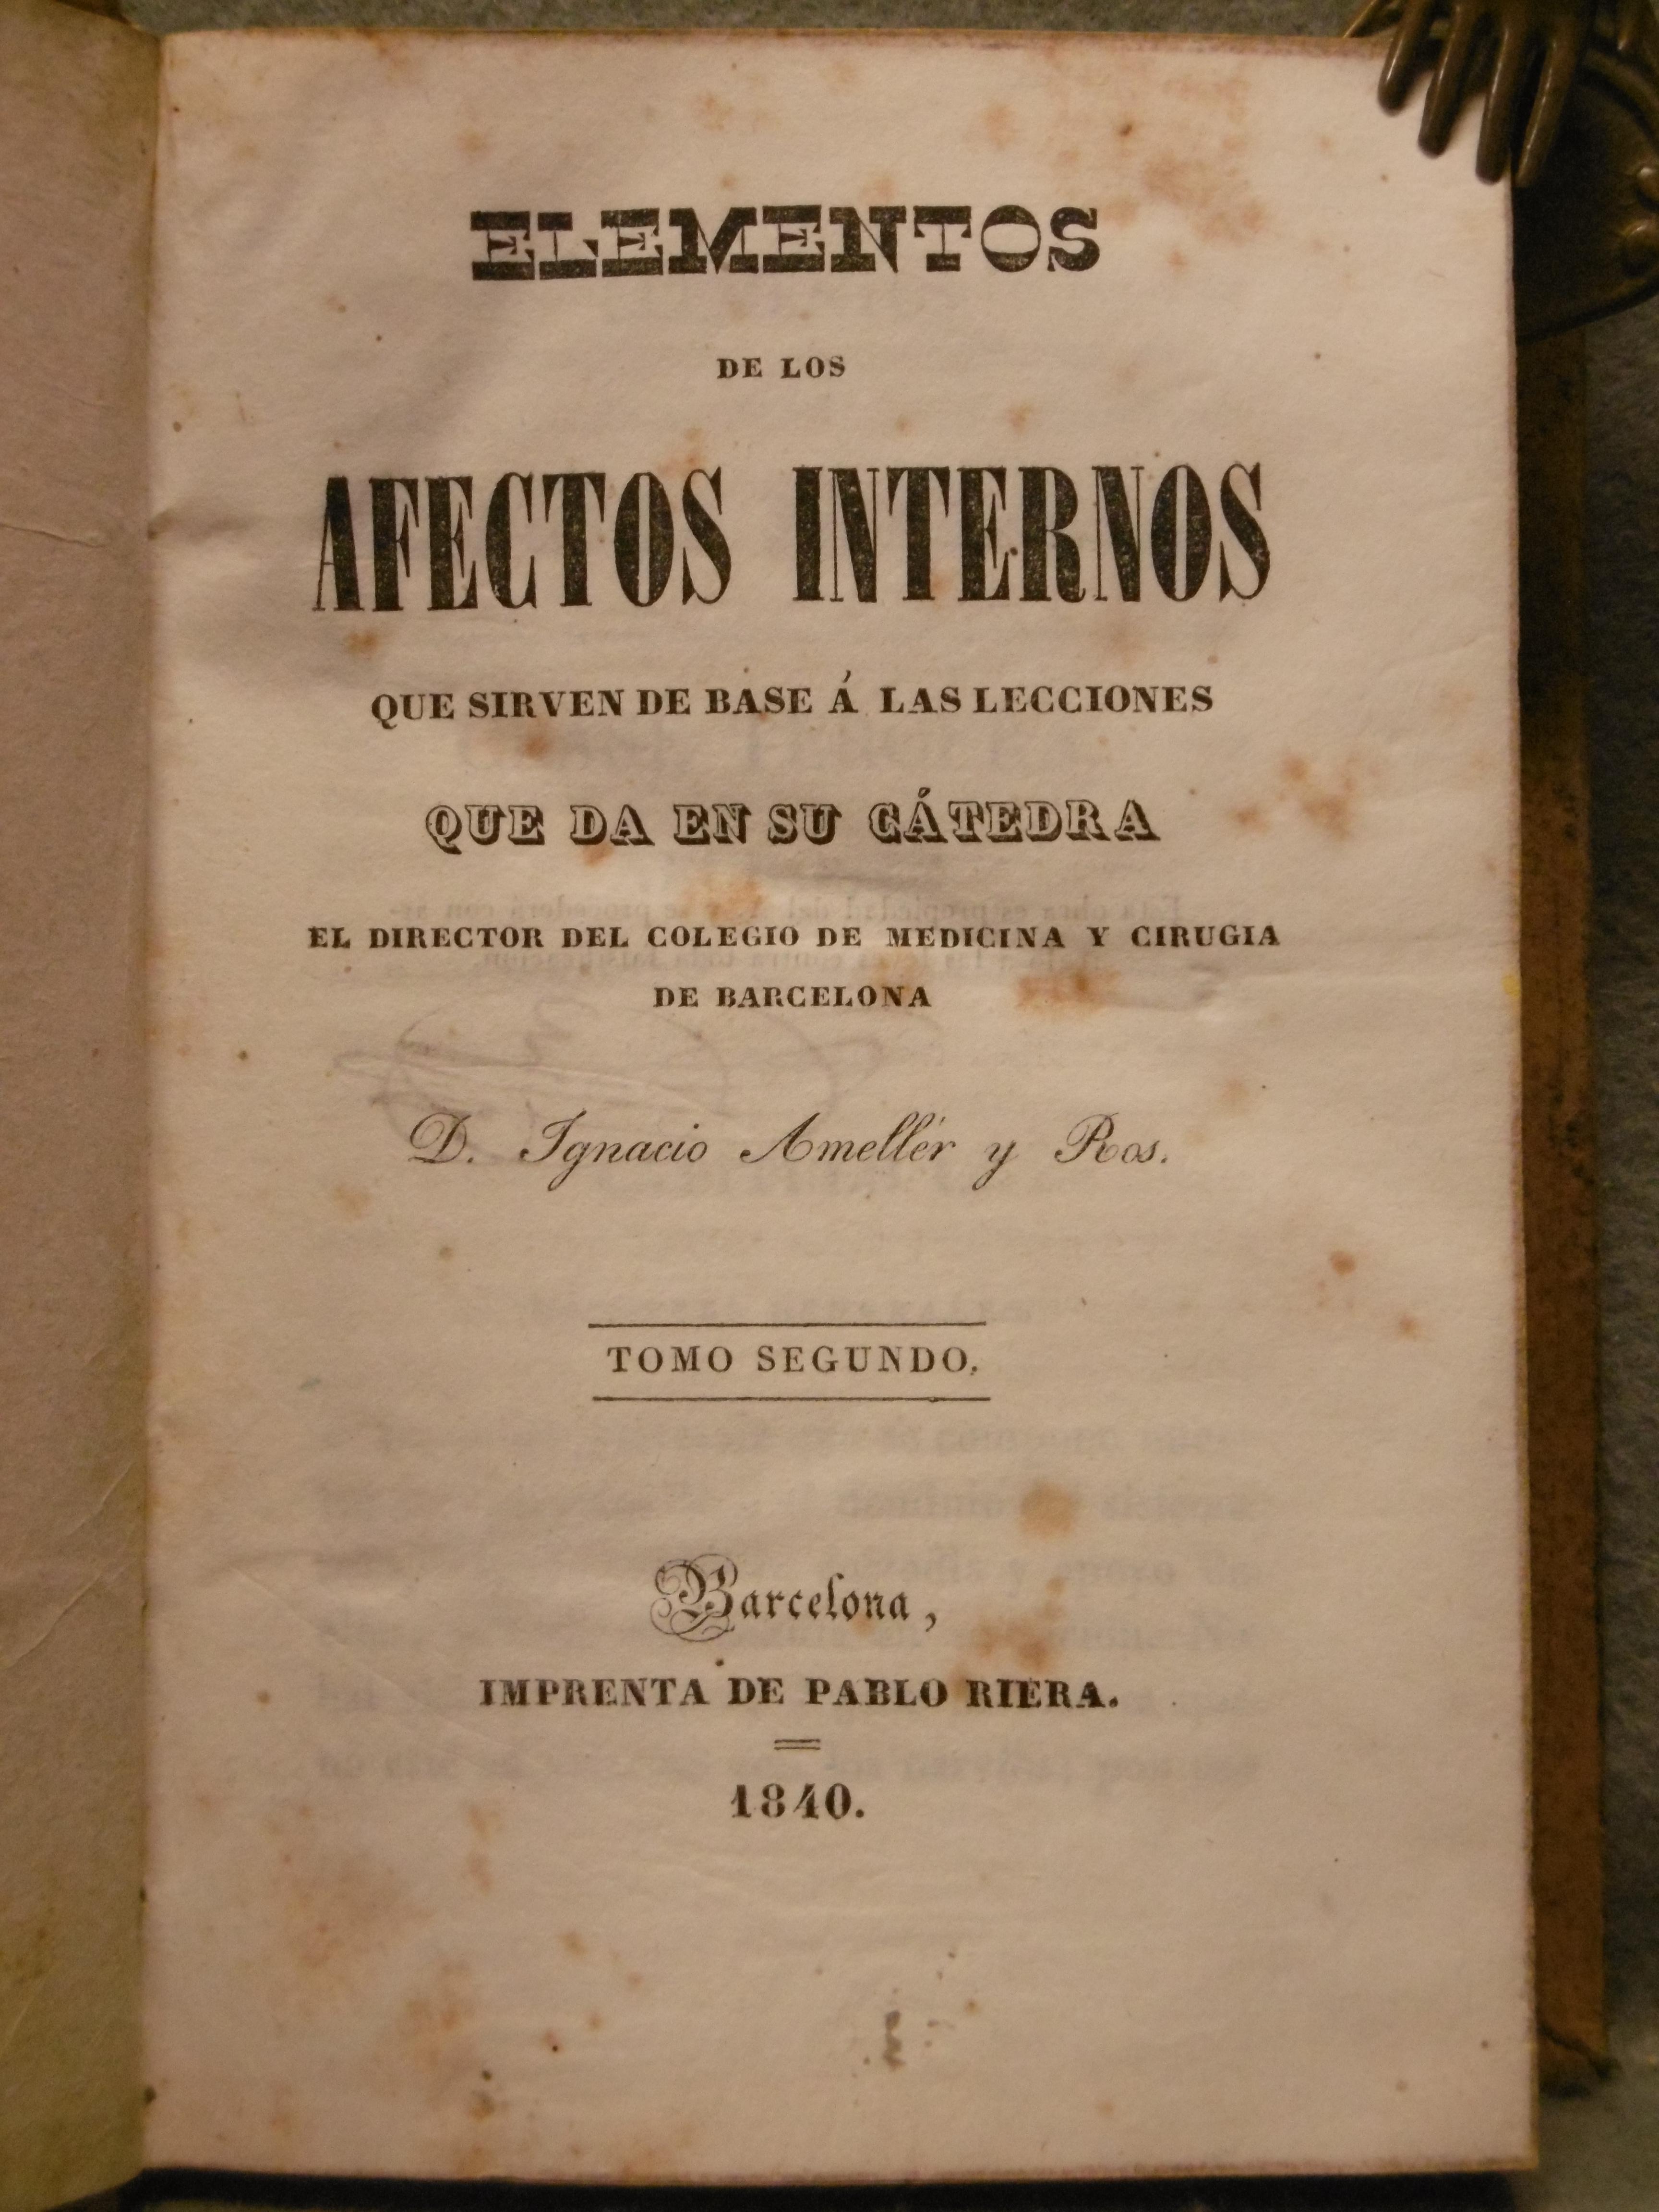 ELEMENTOS
DE LOS
AFECTOS INTERNOS
QUE SIRVEN DE BASE Á LAS LECCIONES
QUE DA EN SU CÁTEDRA
EL DIRECTOR DEL COLEGIO DE MEDICINA Y CIRUGIA
DE BARCELONA
D. Ignacio Amellér y Ros.
TOMO SEGUNDO.
Barcelona,
IMPRENTA DE PABLO RIERA.
1840.